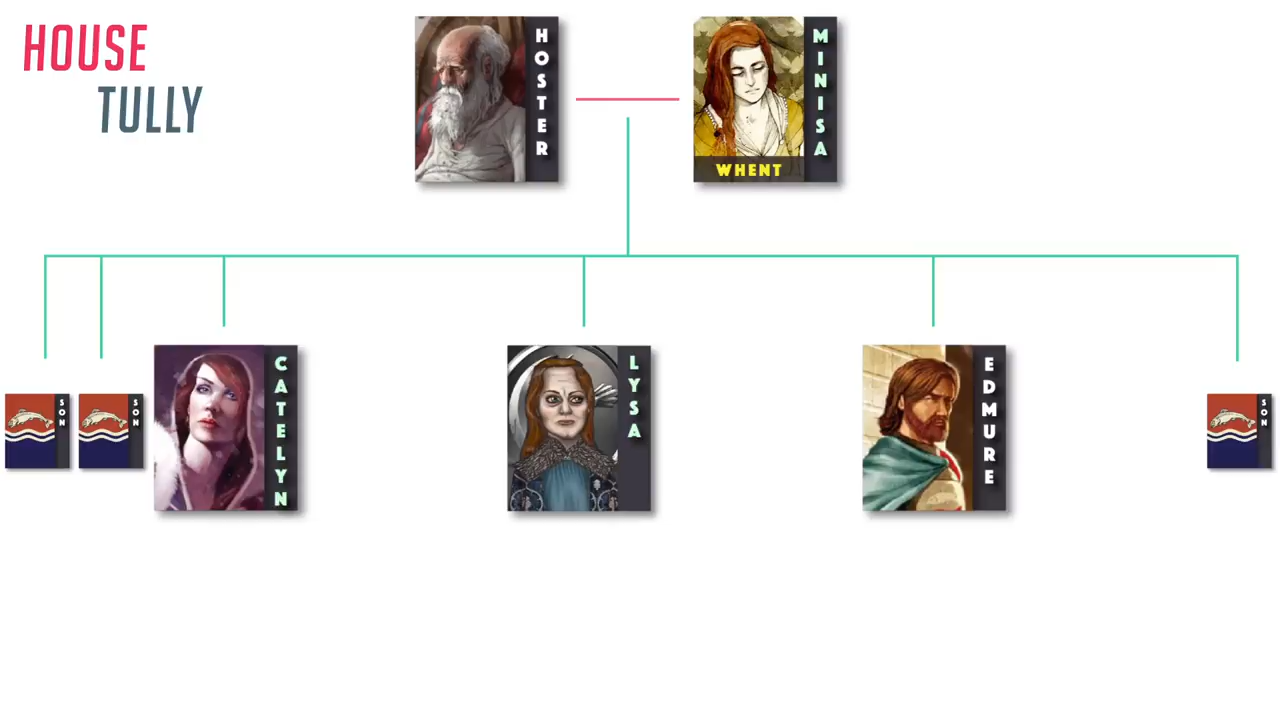 HOUSE
TULLY
HOSTER
MINISA
WHENT
SON
SON
CATELYN
LYSA
EDMURE
SON